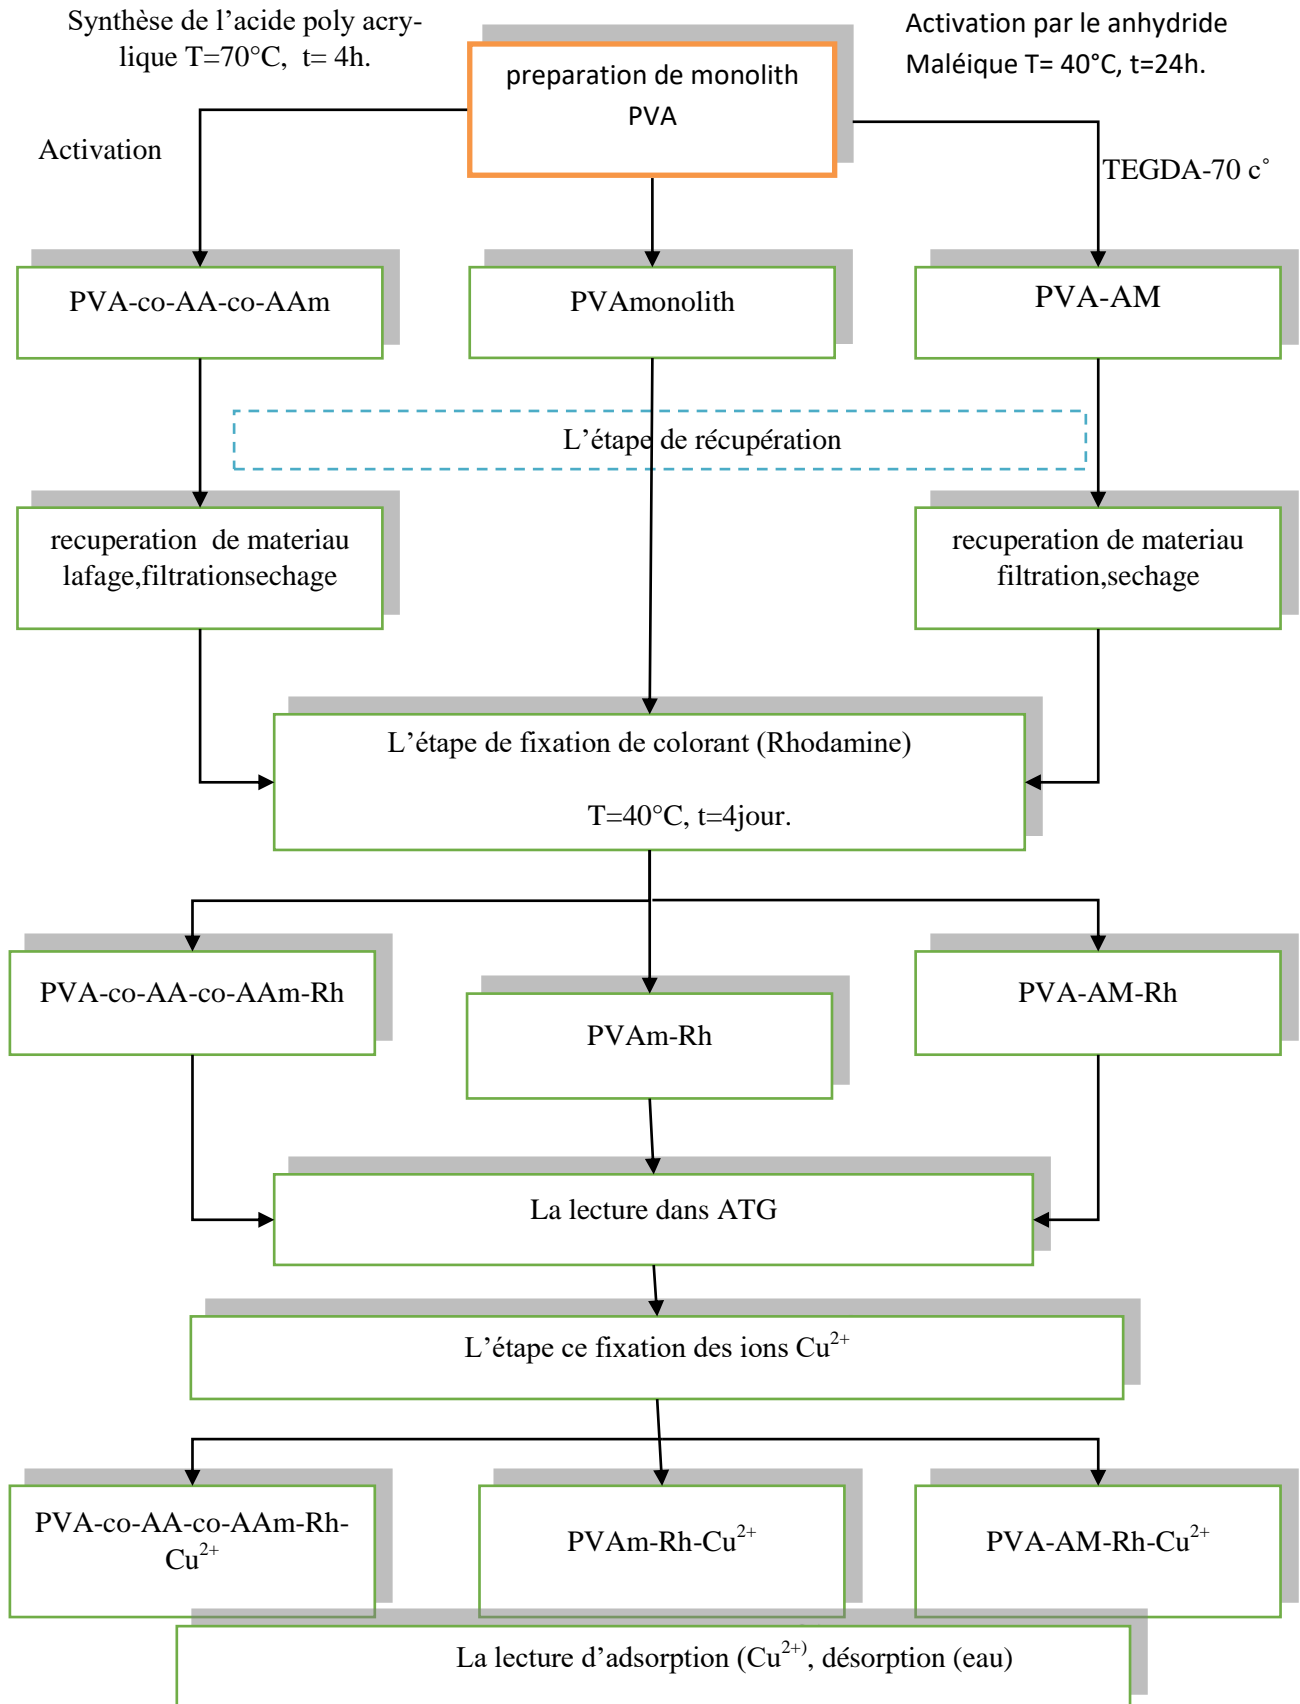 Synthèse de l'acide poly acry-
lique T=70°C,  t= 4h.
Activation par le anhydride
Maléique T= 40°C, t=24h.
preparation de monolith
PVA
Activation
TEGDA-70 c°
PVA-co-AA-co-AAm
PVAmonolith
PVA-AM
L'étape de récupération
recuperation  de materiau
lafage,filtrationsechage
recuperation de materiau
filtration,sechage
L'étape de fixation de colorant (Rhodamine)
T=40°C, t=4jour.
PVA-co-AA-co-AAm-Rh
PVAm-Rh
PVA-AM-Rh
La lecture dans ATG
L'étape ce fixation des ions Cu²⁺
PVA-co-AA-co-AAm-Rh-
Cu²⁺
PVAm-Rh-Cu²⁺
PVA-AM-Rh-Cu²⁺
La lecture d'adsorption (Cu²⁺⁾, désorption (eau)